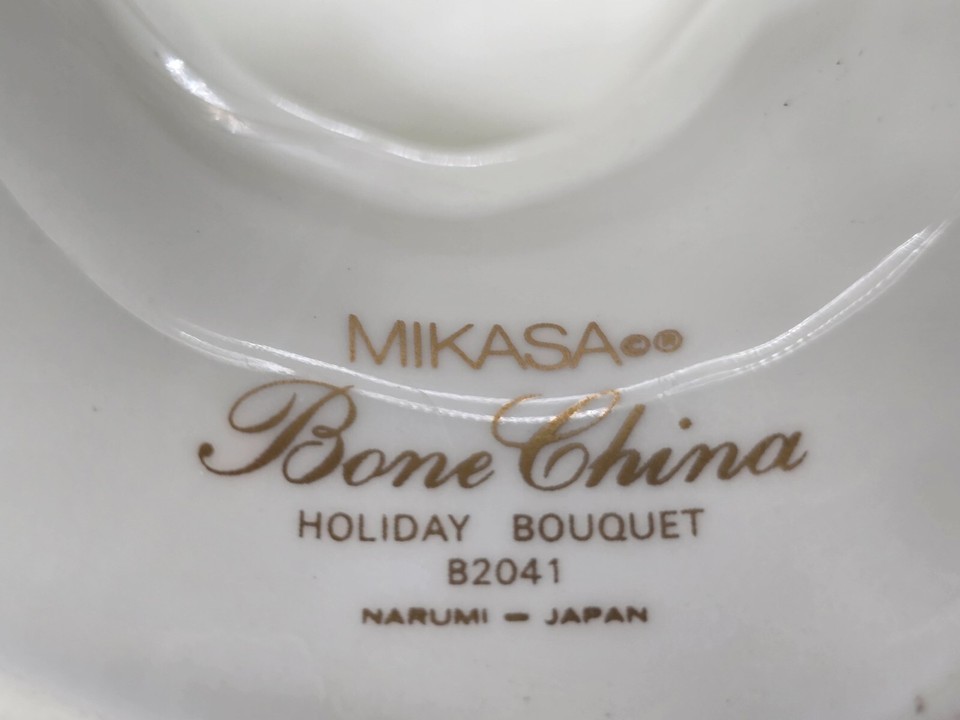 MIKASA©®
Bone China
HOLIDAY BOUQUET
B2041
NARUMI – JAPAN